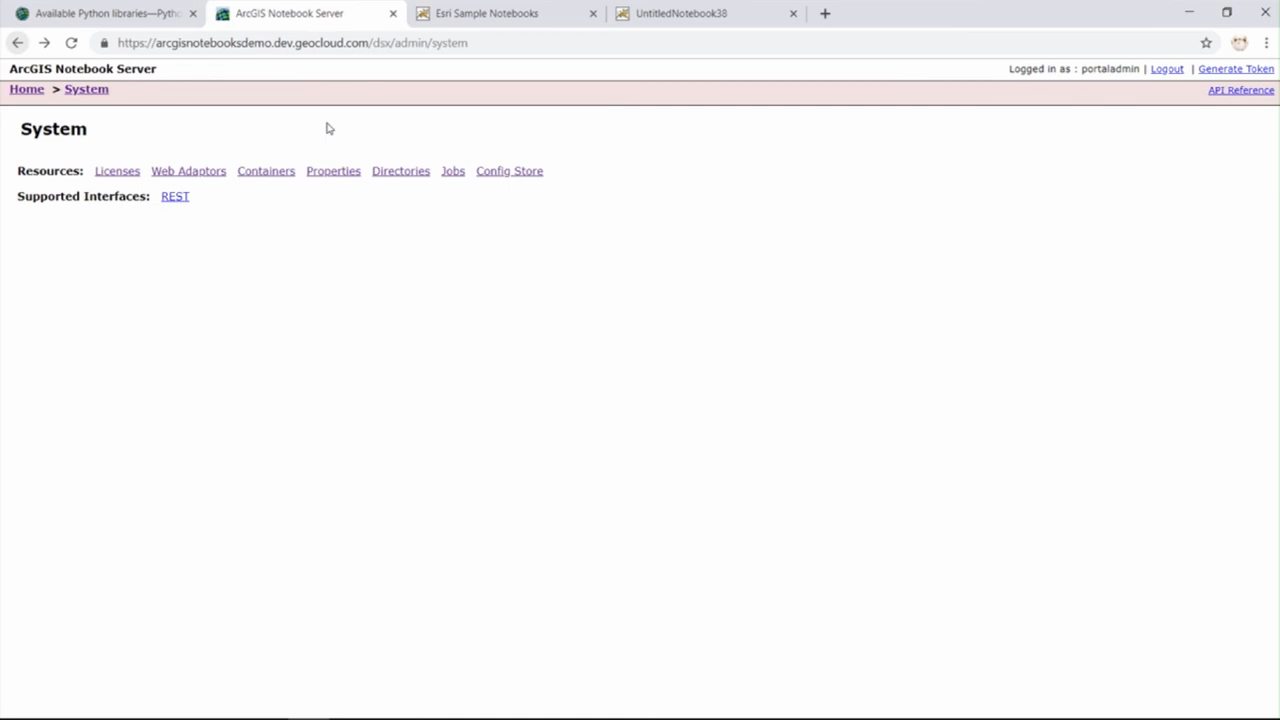 Available Python libraries—Pytho
ArcGIS Notebook Server
Esri Sample Notebooks
UntitledNotebook38
https://arcgisnotebooksdemo.dev.geocloud.com/dsx/admin/system
ArcGIS Notebook Server
Logged in as : portaladmin | Logout | Generate Token
Home > System
API Reference
System
Resources: Licenses Web Adaptors Containers Properties Directories Jobs Config Store
Supported Interfaces: REST